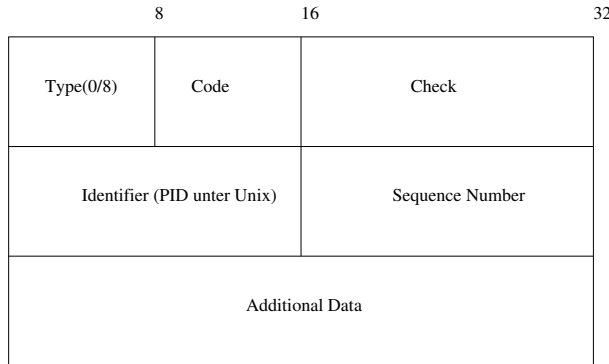 8 16 32
Type(0/8) Code Check
Identifier (PID unter Unix) Sequence Number
Additional Data